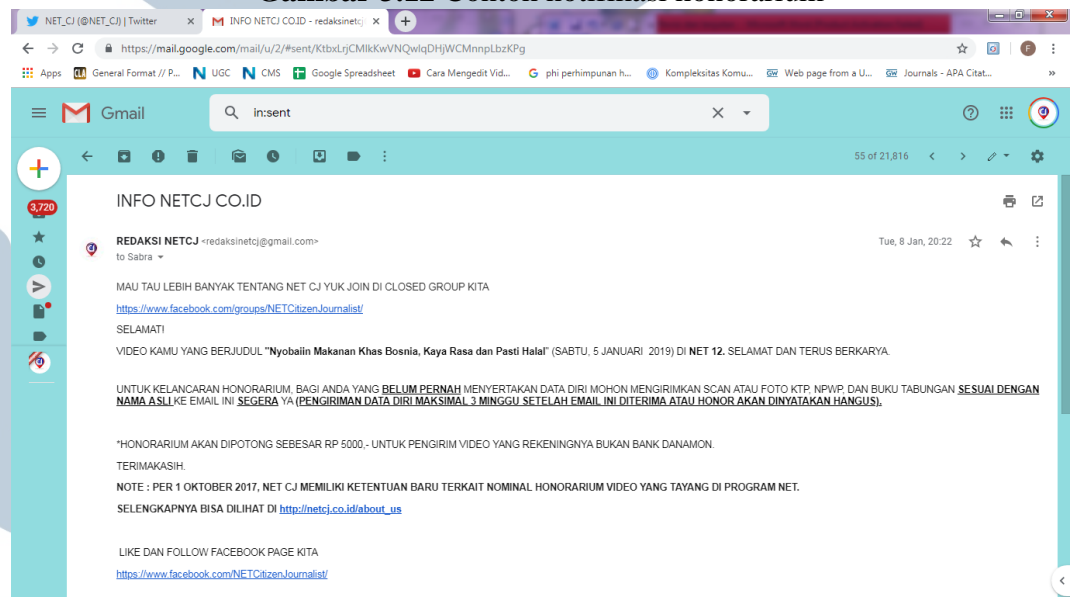 NET_CJ (@NET_CJ) | Twitter
INFO NETCJ CO.ID - redaksinetcj
https://mail.google.com/mail/u/2/#sent/KtbxLrjCMlkKwVNQwlqDHjWCMnnpLbzKPg
Apps
General Format // P...
UGC
CMS
Google Spreadsheet
Cara Mengedit Vid...
phi perhimpunan h...
Kompleksitas Komu...
Web page from a U...
Journals - APA Citat...
Gmail
in:sent
55 of 21,816
3,720
INFO NETCJ CO.ID
REDAKSI NETCJ <redaksinetcj@gmail.com>
Tue, 8 Jan, 20:22
to Sabra
MAU TAU LEBIH BANYAK TENTANG NET CJ YUK JOIN DI CLOSED GROUP KITA
https://www.facebook.com/groups/NETCitizenJournalist/
SELAMAT!
VIDEO KAMU YANG BERJUDUL "Nyobaiin Makanan Khas Bosnia, Kaya Rasa dan Pasti Halal" (SABTU, 5 JANUARI 2019) DI NET 12. SELAMAT DAN TERUS BERKARYA.
UNTUK KELANCARAN HONORARIUM, BAGI ANDA YANG BELUM PERNAH MENYERTAKAN DATA DIRI MOHON MENGIRIMKAN SCAN ATAU FOTO KTP, NPWP, DAN BUKU TABUNGAN SESUAI DENGAN
NAMA ASLI KE EMAIL INI SEGERA YA (PENGIRIMAN DATA DIRI MAKSIMAL 3 MINGGU SETELAH EMAIL INI DITERIMA ATAU HONOR AKAN DINYATAKAN HANGUS).
*HONORARIUM AKAN DIPOTONG SEBESAR RP 5000,- UNTUK PENGIRIM VIDEO YANG REKENINGNYA BUKAN BANK DANAMON.
TERIMAKASIH.
NOTE : PER 1 OKTOBER 2017, NET CJ MEMILIKI KETENTUAN BARU TERKAIT NOMINAL HONORARIUM VIDEO YANG TAYANG DI PROGRAM NET.
SELENGKAPNYA BISA DILIHAT DI http://netcj.co.id/about_us
LIKE DAN FOLLOW FACEBOOK PAGE KITA
https://www.facebook.com/NETCitizenJournalist/